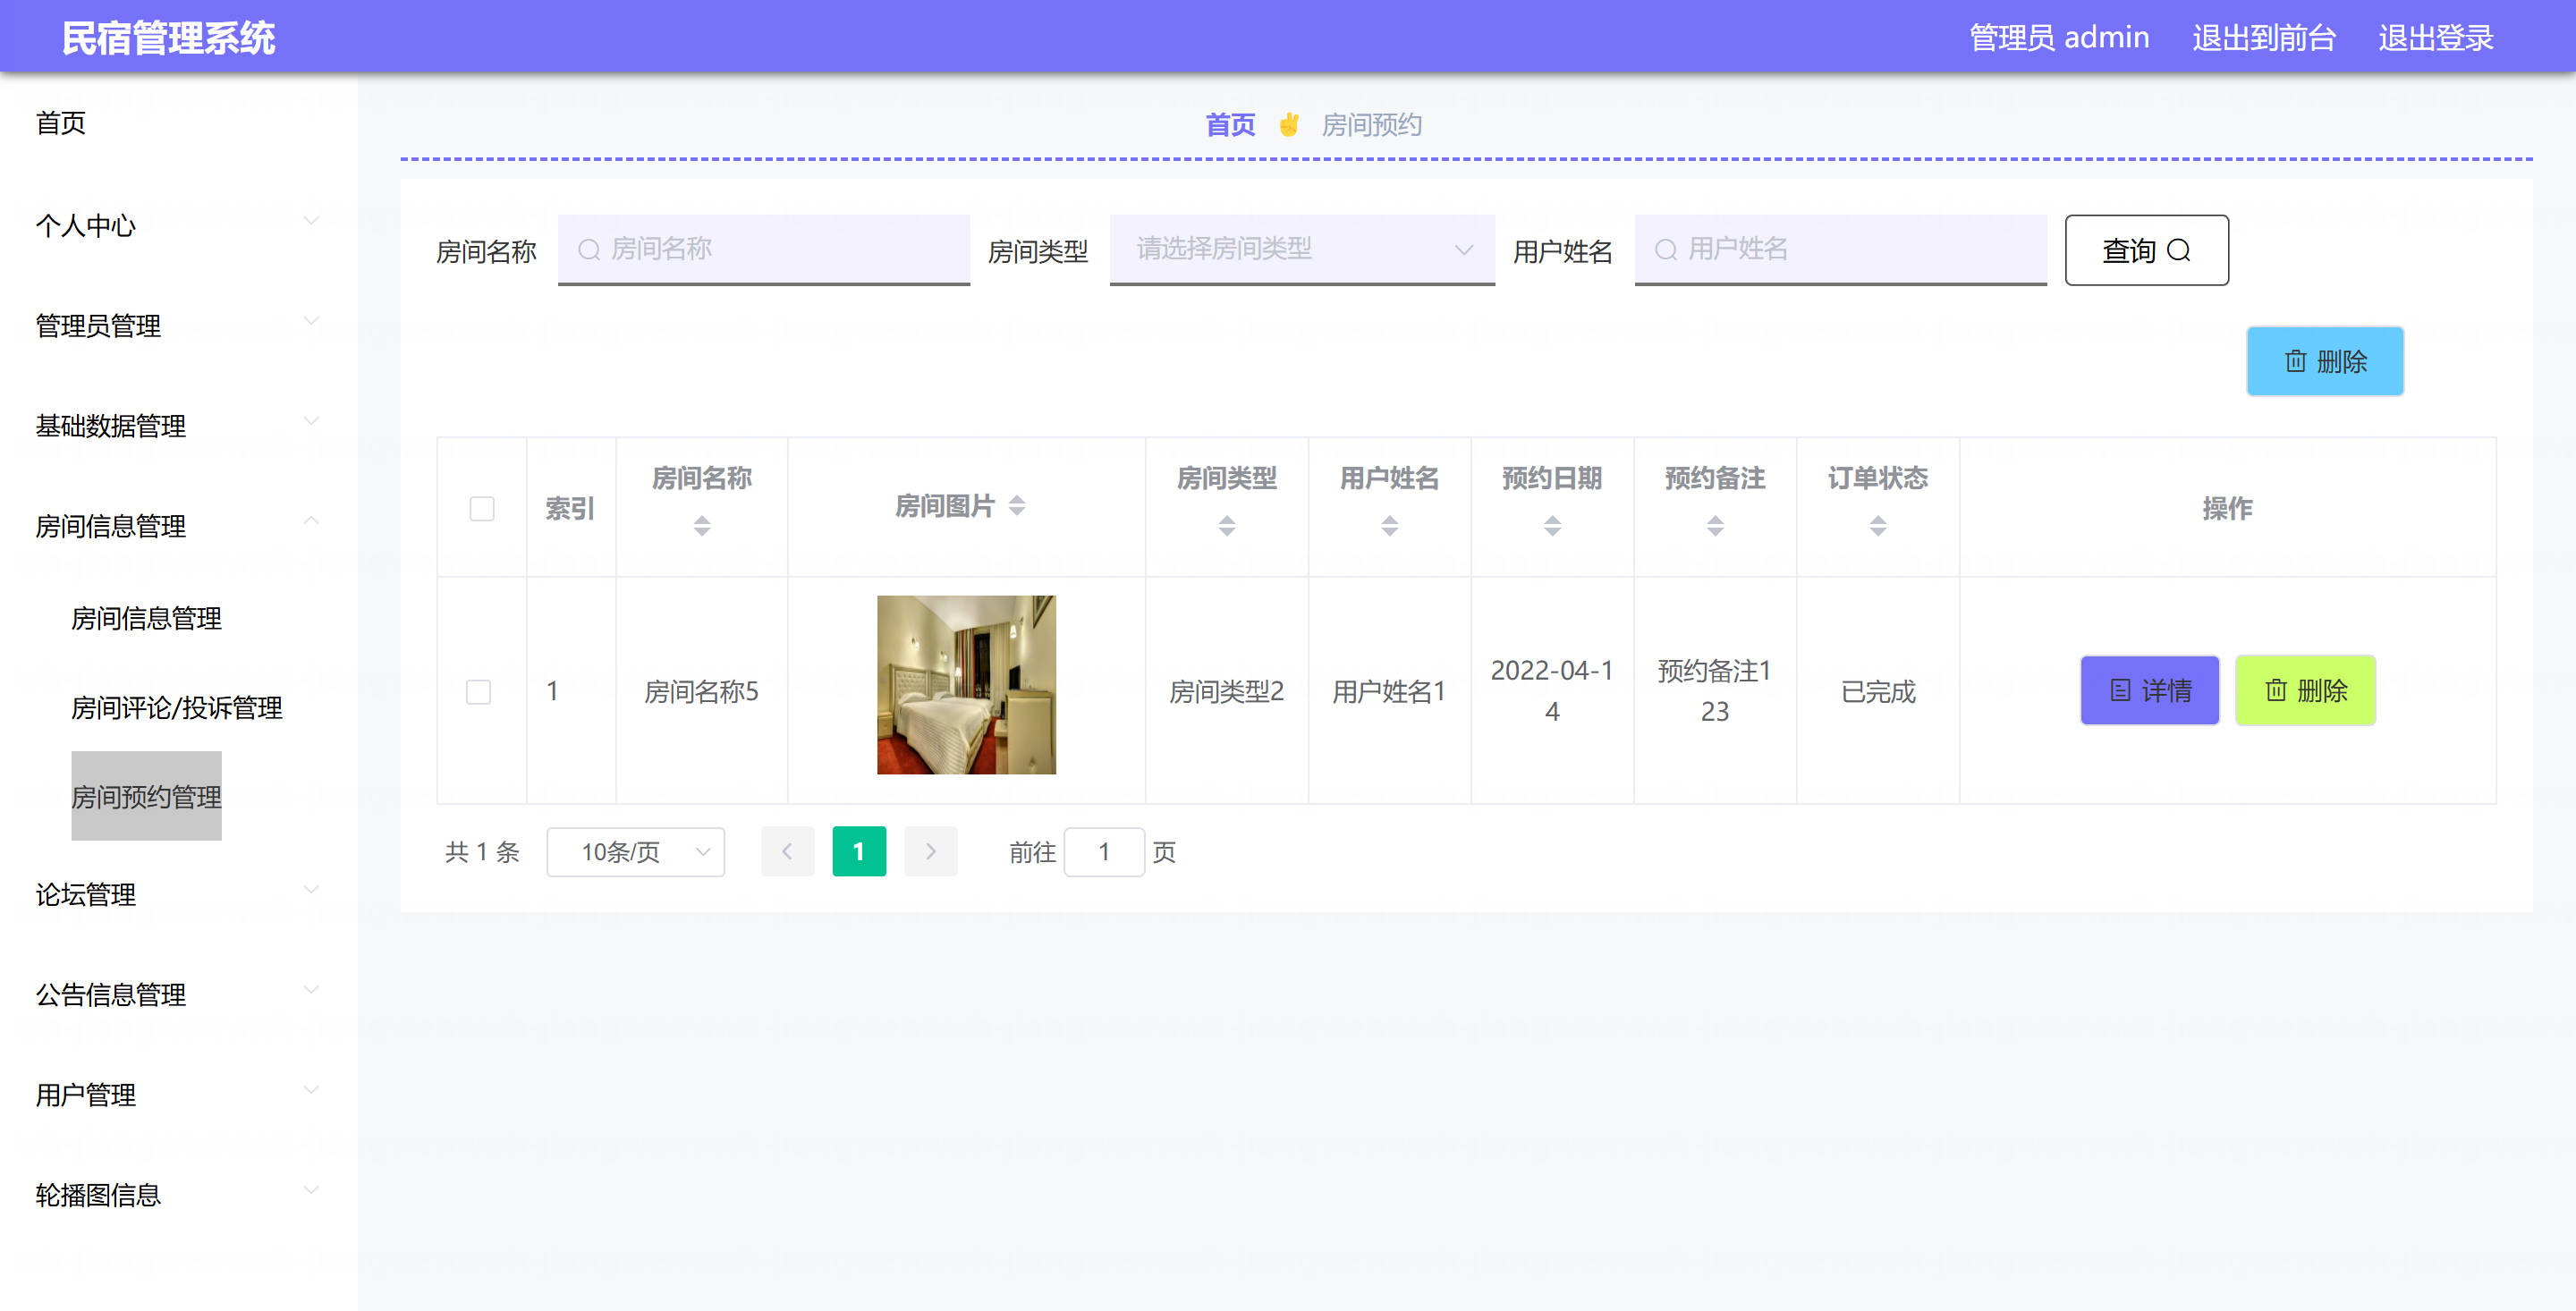 民宿管理系统
管理员 admin 退出到前台 退出登录
首页
个人中心
管理员管理
基础数据管理
房间信息管理
房间信息管理
房间评论/投诉管理
房间预约管理
论坛管理
公告信息管理
用户管理
轮播图信息
首页 房间预约
房间名称 房间名称 房间类型 请选择房间类型 用户姓名 用户姓名 查询
删除
索引 房间名称 房间图片 房间类型 用户姓名 预约日期 预约备注 订单状态 操作
1 房间名称5 房间类型2 用户姓名1 2022-04-1 预约备注1 已完成 详情 删除
4 23
共 1 条 10条/页 1 前往 1 页